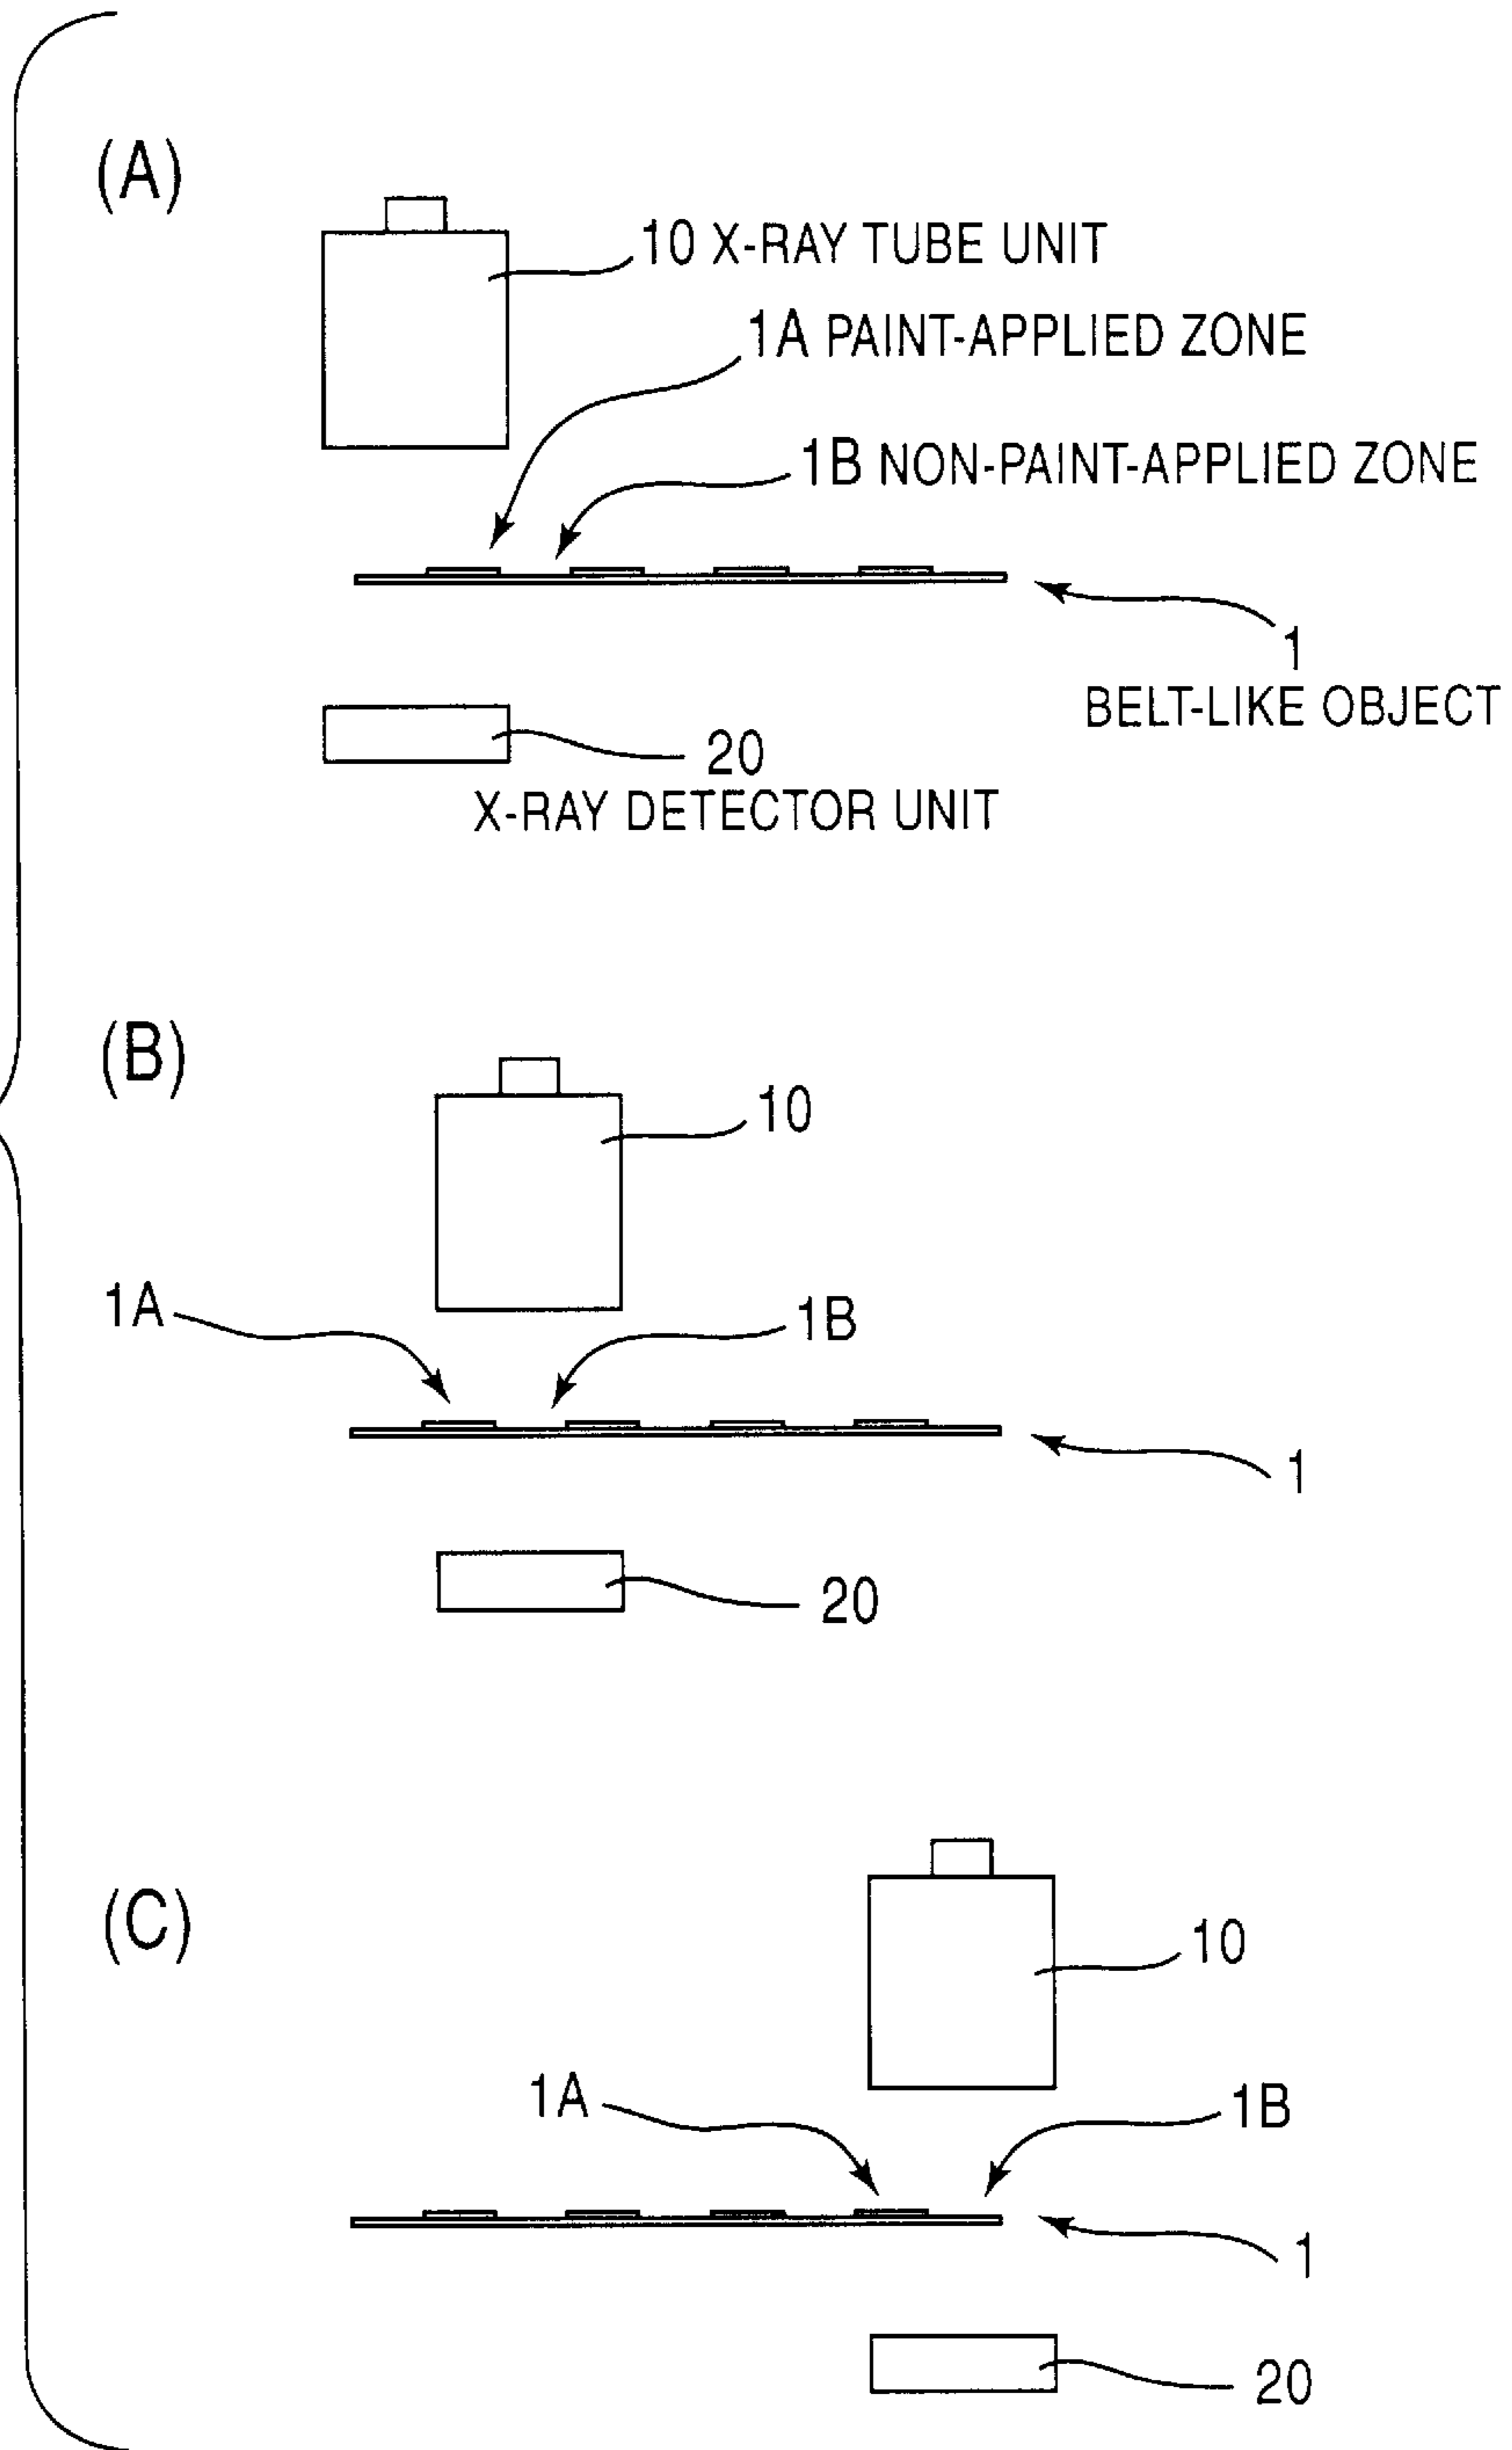 (A)
10 X-RAY TUBE UNIT
1A PAINT-APPLIED ZONE
1B NON-PAINT-APPLIED ZONE
1
BELT-LIKE OBJECT
20
X-RAY DETECTOR UNIT
(B)
10
1A
1B
1
20
(C)
10
1A
1B
1
20